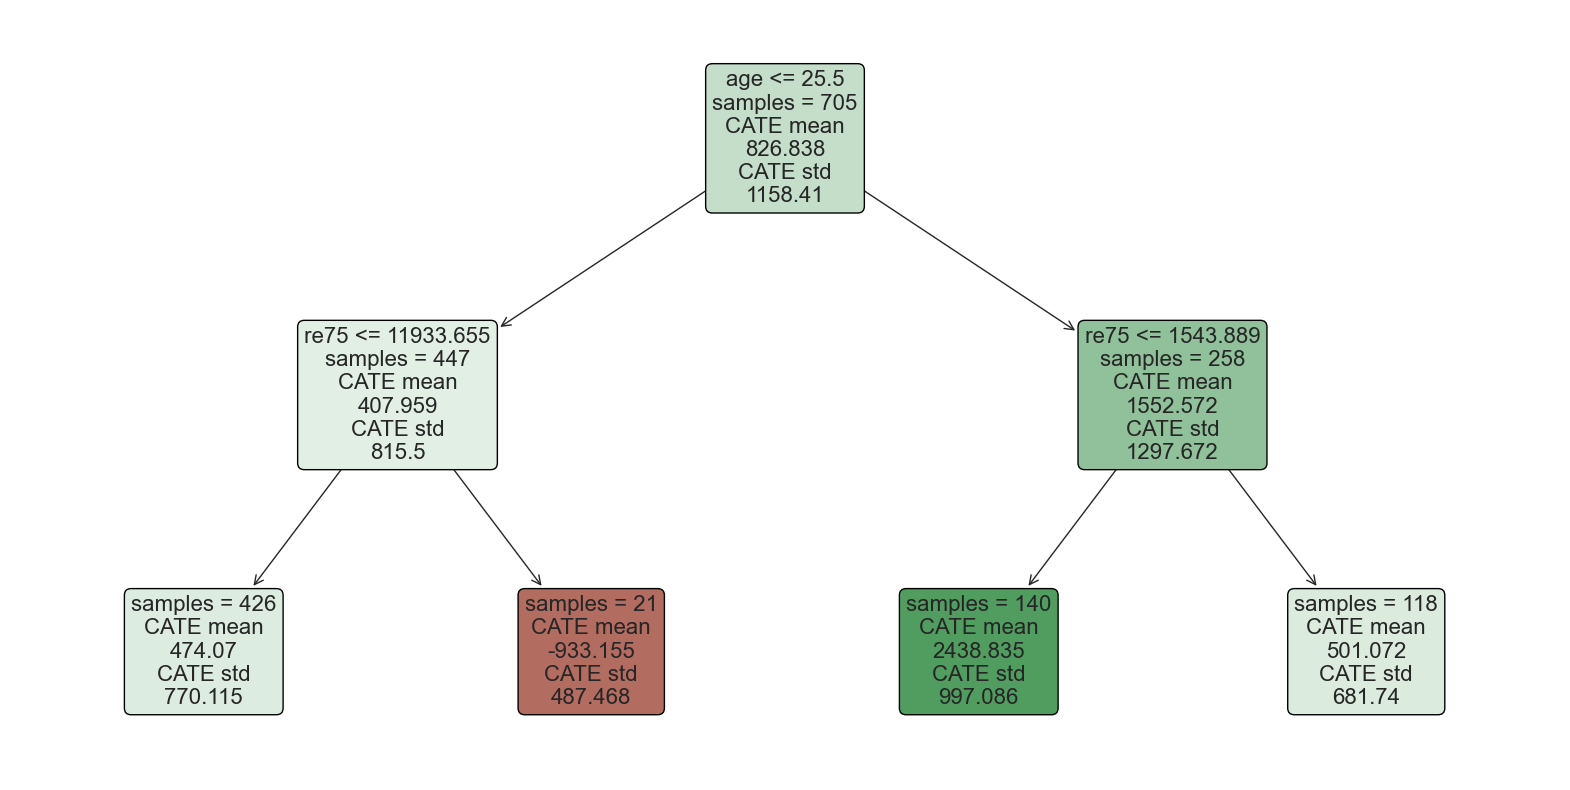 age <= 25.5
samples = 705
CATE mean
826.838
CATE std
1158.41
re75 <= 11933.655
samples = 447
CATE mean
407.959
CATE std
815.5
re75 <= 1543.889
samples = 258
CATE mean
1552.572
CATE std
1297.672
samples = 426
CATE mean
474.07
CATE std
770.115
samples = 21
CATE mean
-933.155
CATE std
487.468
samples = 140
CATE mean
2438.835
CATE std
997.086
samples = 118
CATE mean
501.072
CATE std
681.74